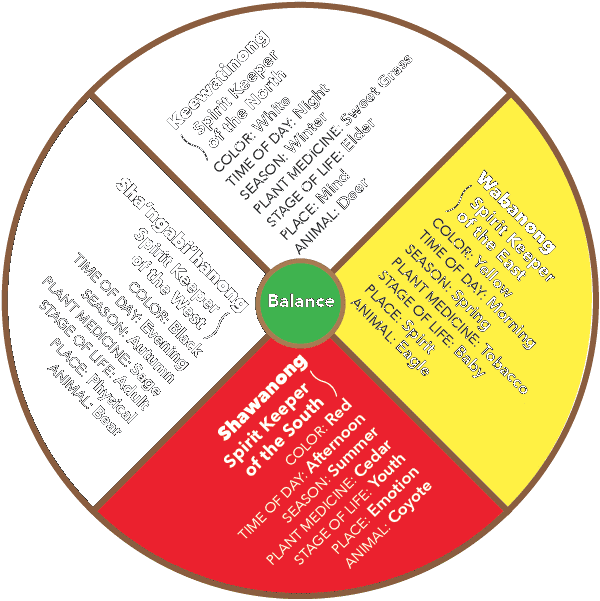 Keewatinong
Spirit Keeper
of the North
COLOR: White
TIME OF DAY: Night
SEASON: Winter
PLANT MEDICINE: Sweet Grass
STAGE OF LIFE: Elder
PLACE: Mind
ANIMAL: Deer
Wabanong
Spirit Keeper
of the East
COLOR: Yellow
TIME OF DAY: Morning
SEASON: Spring
PLANT MEDICINE: Tobacco
STAGE OF LIFE: Baby
PLACE: Spirit
ANIMAL: Eagle
Shawanong
Spirit Keeper
of the South
COLOR: Red
TIME OF DAY: Afternoon
SEASON: Summer
PLANT MEDICINE: Cedar
STAGE OF LIFE: Youth
PLACE: Emotion
ANIMAL: Coyote
Spirit Keeper
of the West
COLOR: Black
TIME OF DAY: Evening
SEASON: Autumn
PLANT MEDICINE: Sage
STAGE OF LIFE: Adult
PLACE: Physical
ANIMAL: Bear
Balance